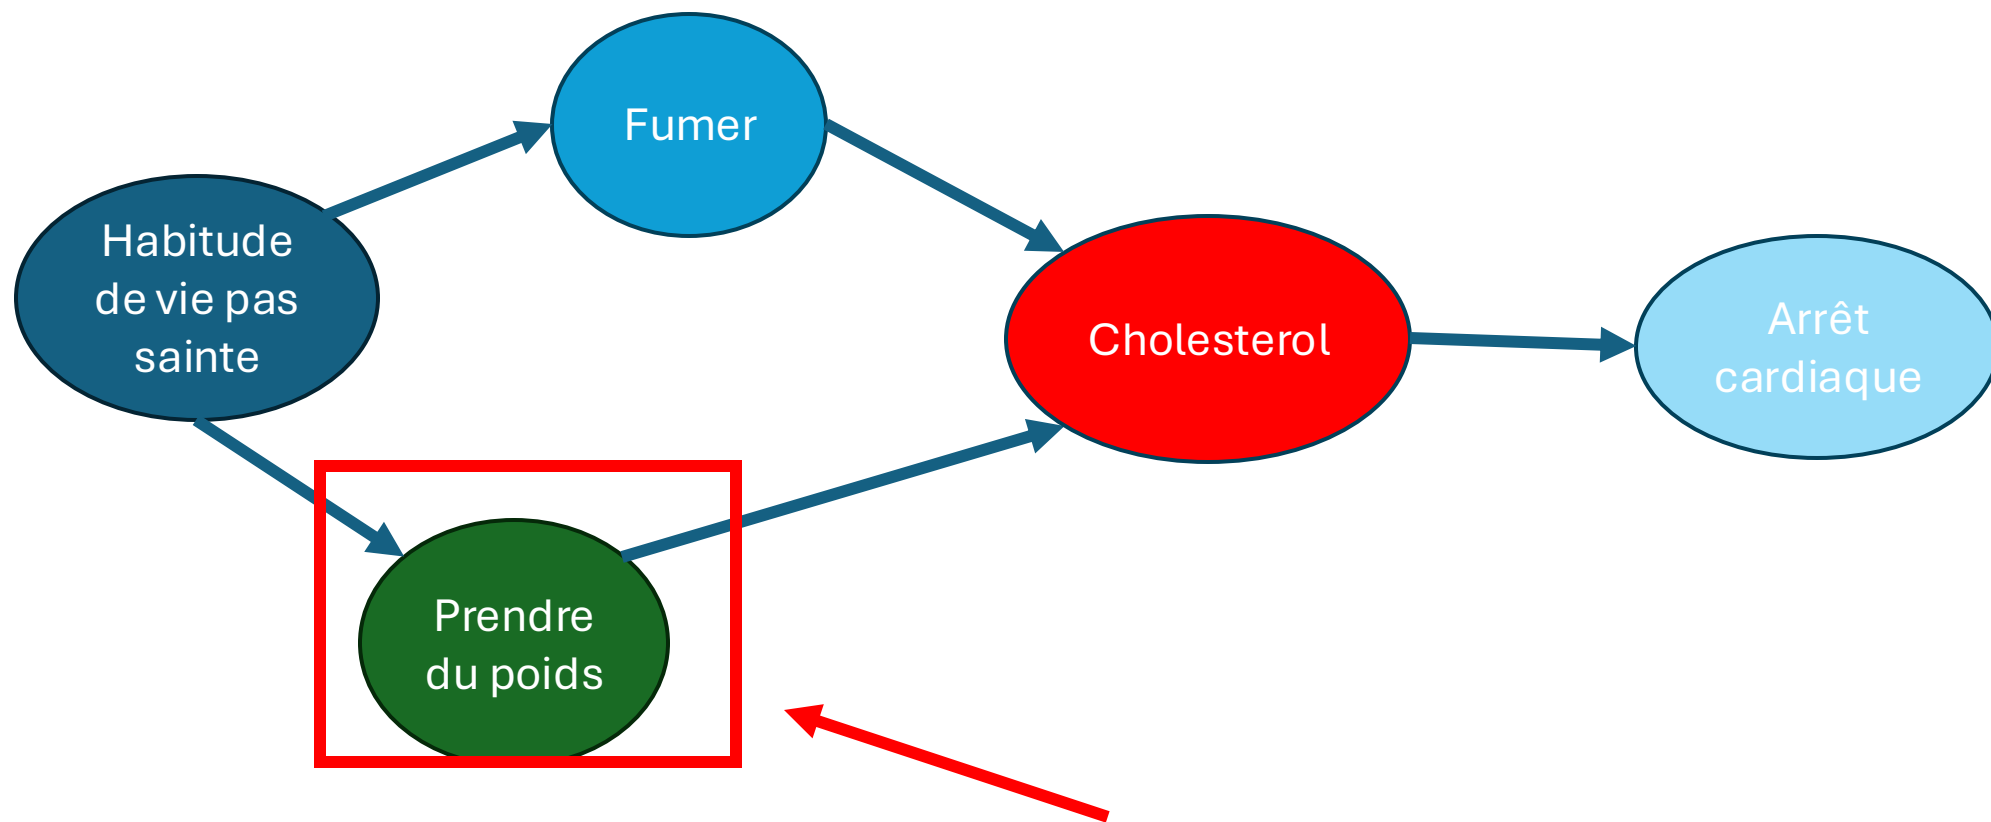 Fumer
Habitude
de vie pas
sainte
Cholesterol
Arrêt
cardiaque
Prendre
du poids